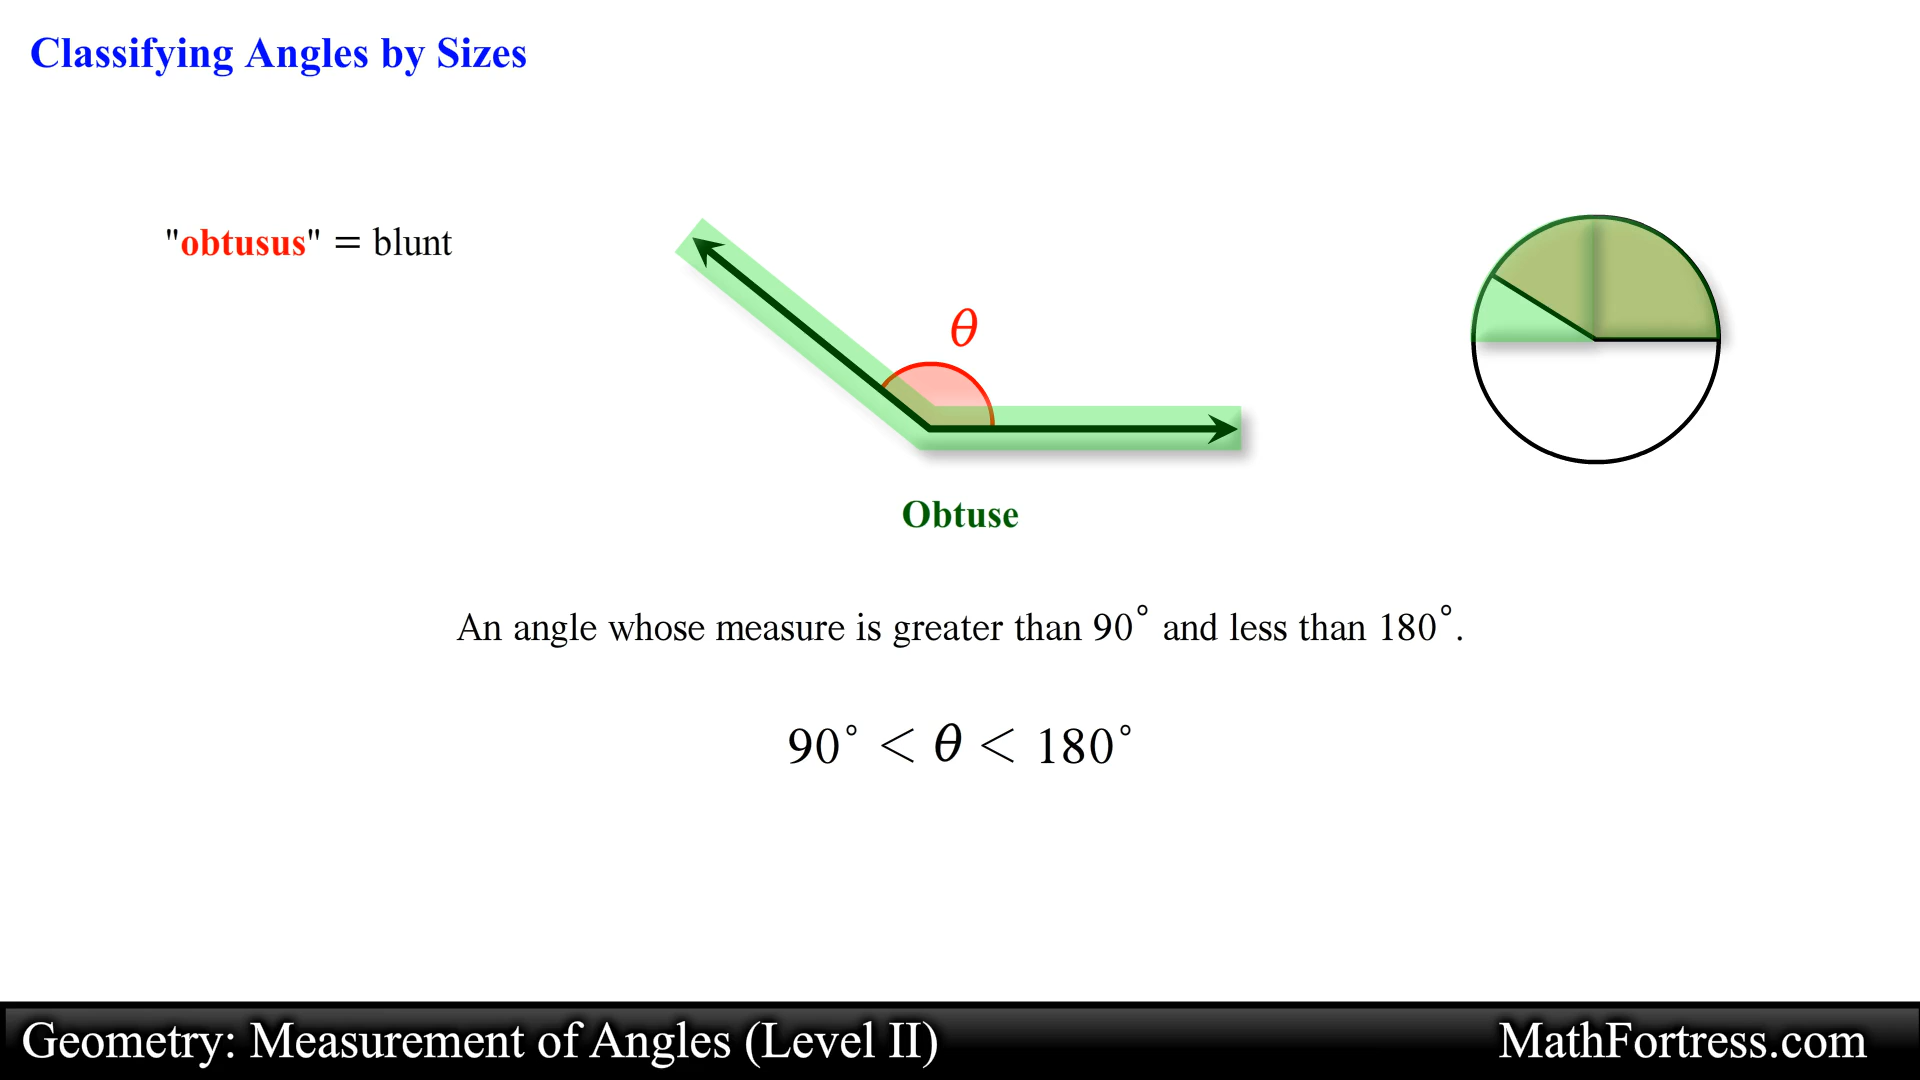 Classifying Angles by Sizes
"obtusus" = blunt
θ
Obtuse
An angle whose measure is greater than 90° and less than 180°.
90° < θ < 180°
Geometry: Measurement of Angles (Level II)
MathFortress.com